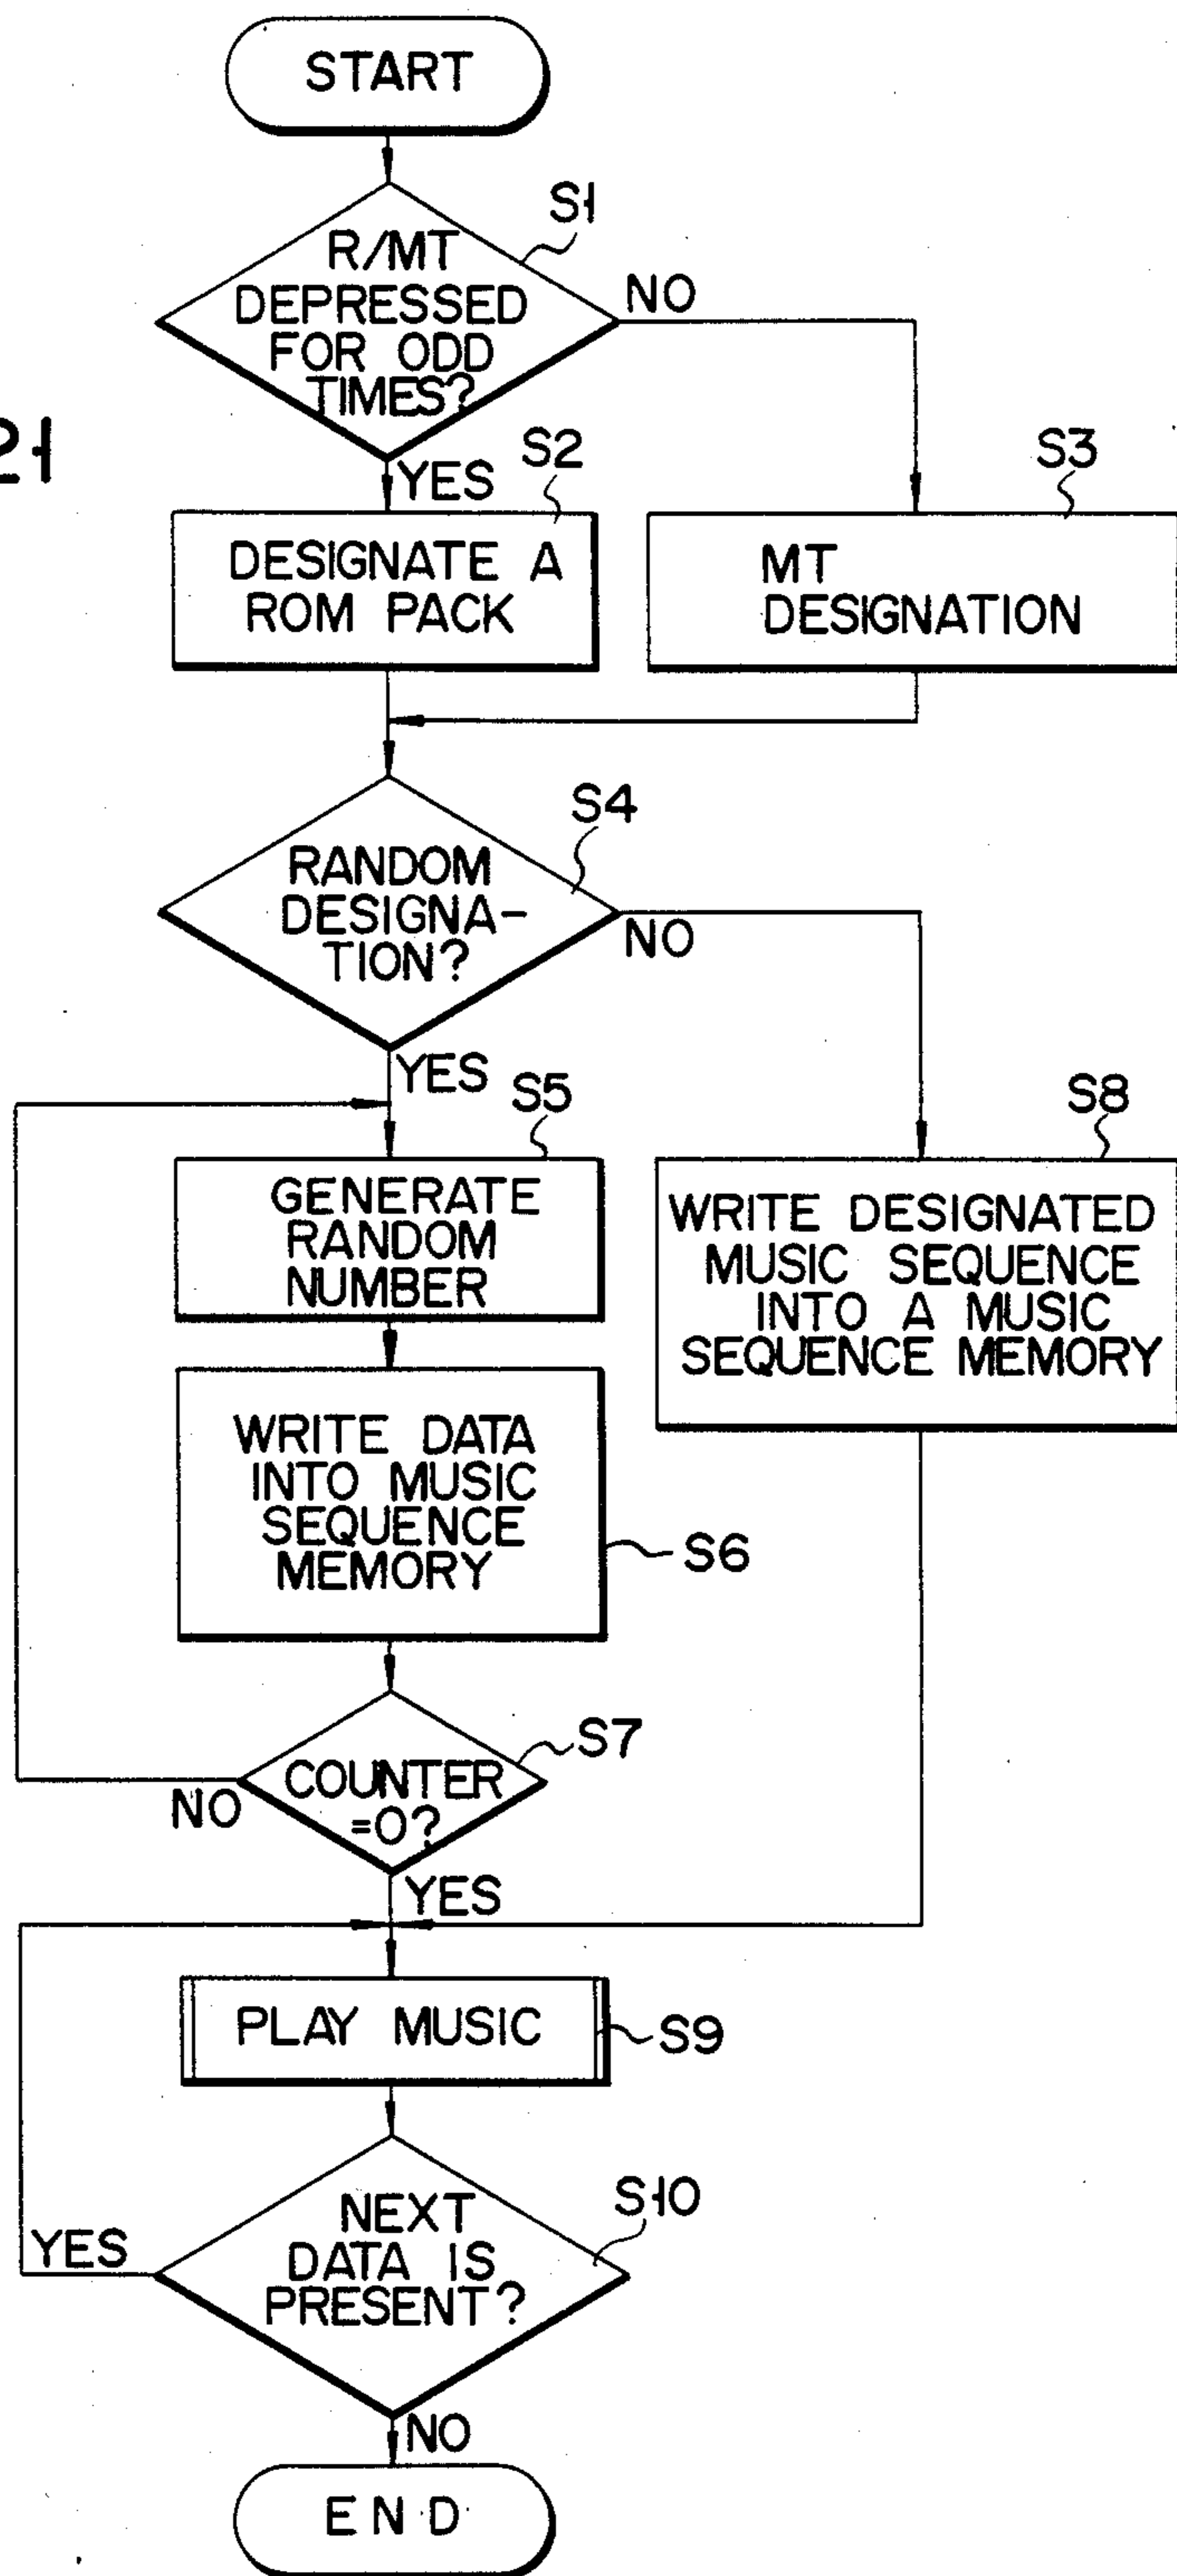 START
S1
R/MT
DEPRESSED
FOR ODD
TIMES?
NO
21
YES
S2
DESIGNATE A
ROM PACK
S3
MT
DESIGNATION
S4
RANDOM
DESIGNA-
TION?
NO
YES
S5
GENERATE
RANDOM
NUMBER
S8
WRITE DESIGNATED
MUSIC SEQUENCE
INTO A MUSIC
SEQUENCE MEMORY
WRITE DATA
INTO MUSIC
SEQUENCE
MEMORY
S6
S7
COUNTER
=0?
NO
YES
PLAY MUSIC
S9
S10
NEXT
DATA IS
PRESENT?
YES
NO
END